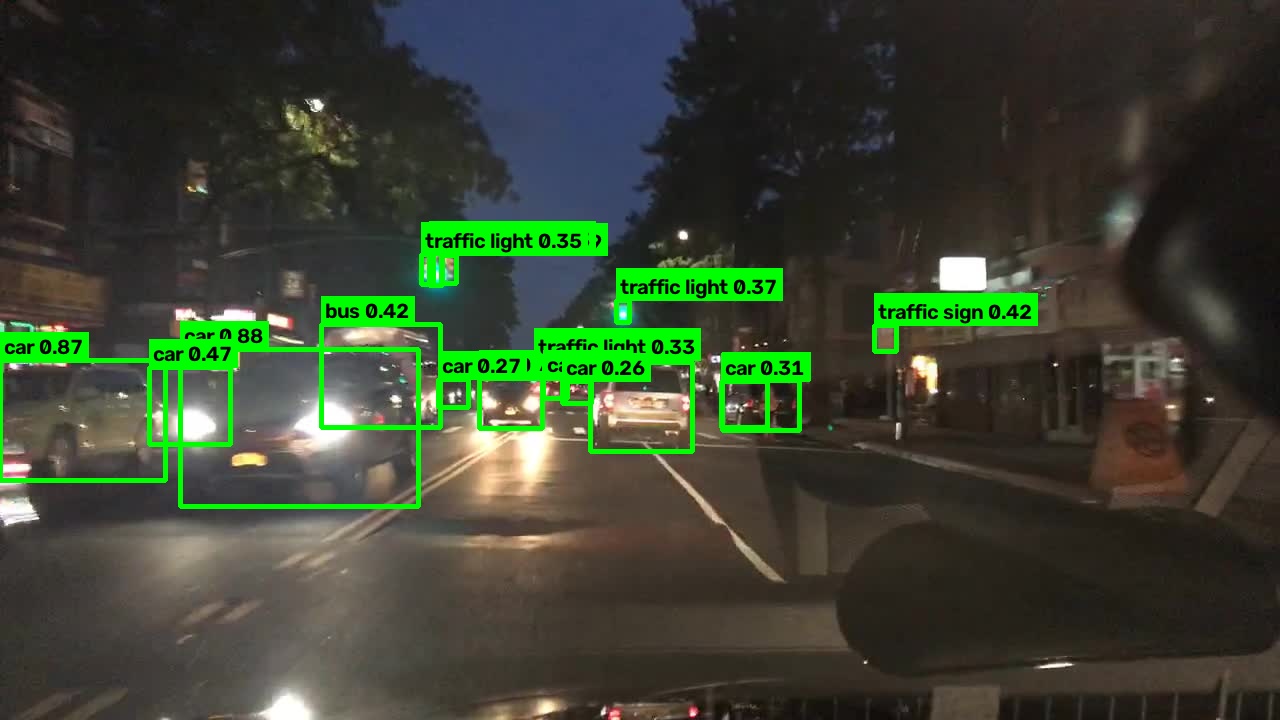 traffic light 0.35
traffic light 0.37
bus 0.42
traffic sign 0.42
car 0.88
car 0.87
car 0.47
traffic light 0.33
car 0.27
car 0.26
car 0.31